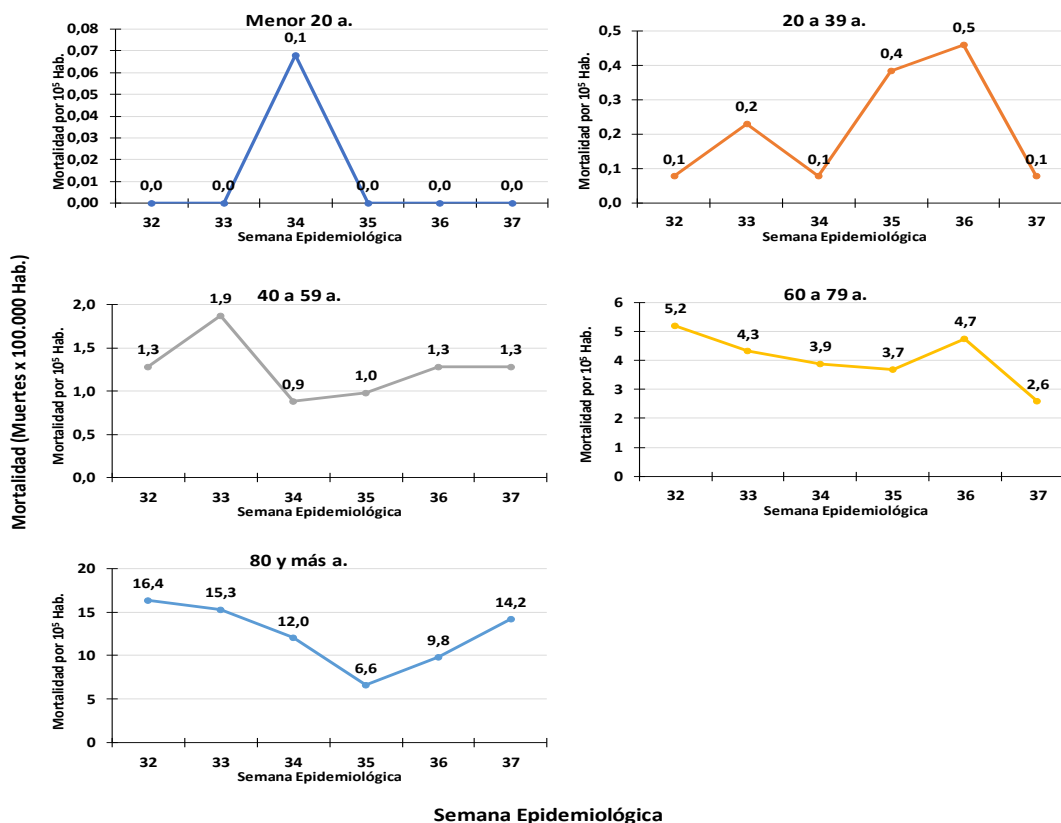 Menor 20 a.
Mortalidad por 10⁵ Hab.
0,08
0,07
0,06
0,05
0,04
0,03
0,02
0,01
0,00
0,0
0,0
0,1
0,0
0,0
0,0
32 33 34 35 36 37
Semana Epidemiológica
20 a 39 a.
Mortalidad por 10⁵ Hab.
0,5
0,4
0,3
0,2
0,1
0,0
0,1
0,2
0,1
0,4
0,5
0,1
32 33 34 35 36 37
Semana Epidemiológica
Mortalidad (Muertes x 100.000 Hab.)
40 a 59 a.
Mortalidad por 10⁵ Hab.
2,0
1,5
1,0
0,5
0,0
1,3
1,9
0,9
1,0
1,3
1,3
32 33 34 35 36 37
Semana Epidemiológica
60 a 79 a.
Mortalidad por 10⁵ Hab.
6
5
4
3
2
1
0
5,2
4,3
3,9
3,7
4,7
2,6
32 33 34 35 36 37
Semana Epidemiológica
80 y más a.
Mortalidad por 10⁵ Hab.
20
15
10
5
0
16,4
15,3
12,0
6,6
9,8
14,2
32 33 34 35 36 37
Semana Epidemiológica
Semana Epidemiológica